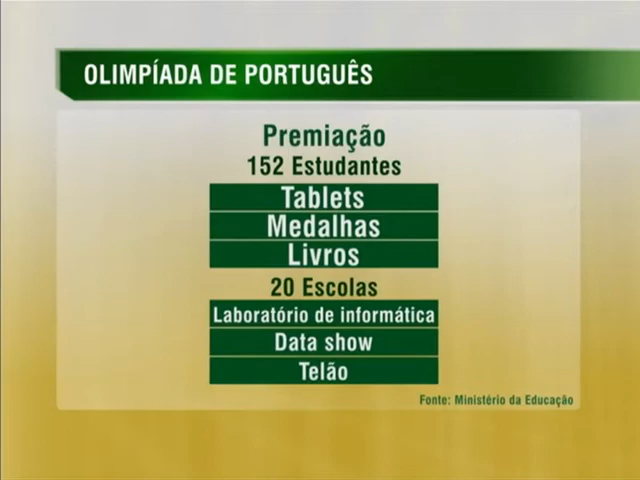 OLIMPÍADA DE PORTUGUÊS
Premiação
152 Estudantes
Tablets
Medalhas
Livros
20 Escolas
Laboratório de informática
Data show
Telão
Fonte: Ministério da Educação